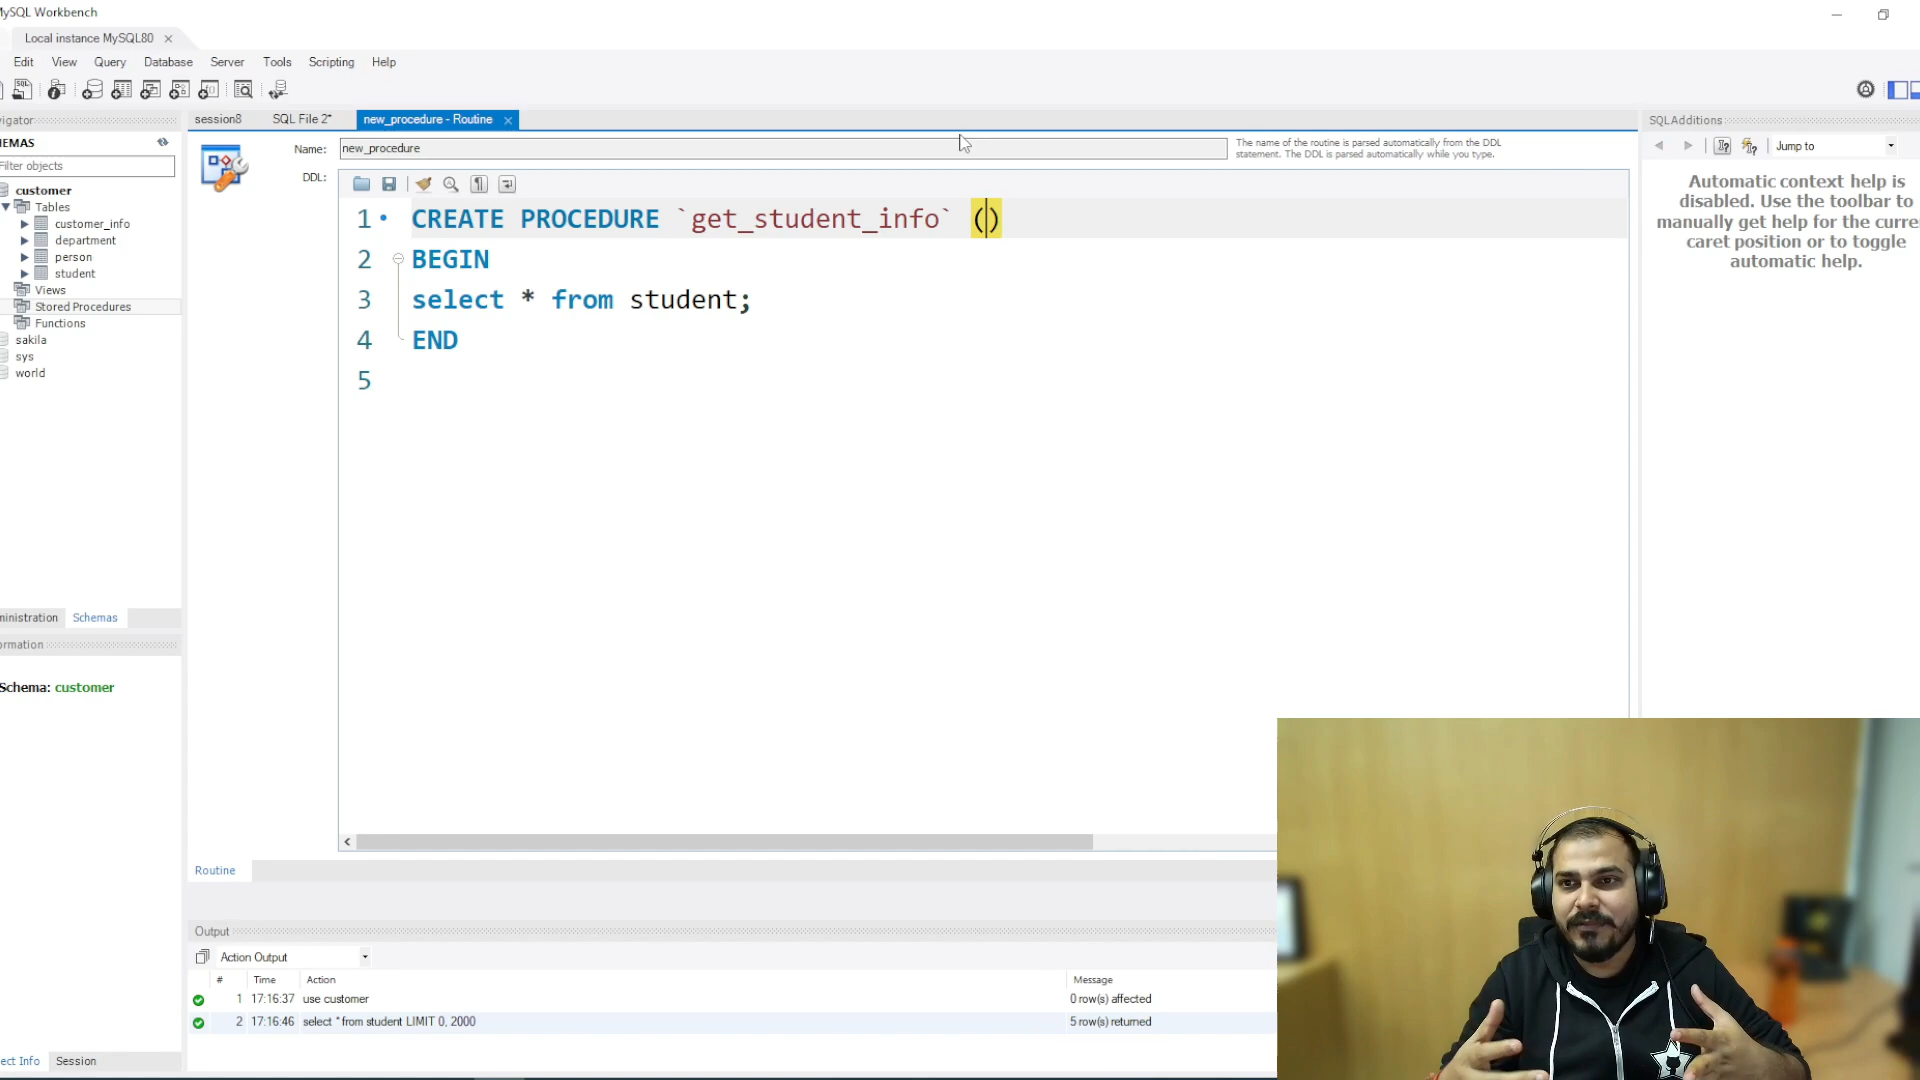 MySQL Workbench
Local instance MySQL80
Edit View Query Database Server Tools Scripting Help
session8 SQL File 2* new_procedure - Routine
SQLAdditions
Name: new_procedure
The name of the routine is parsed automatically from the DDL
statement. The DDL is parsed automatically while you type.
Jump to
DDL:
Filter objects
customer
Tables
customer_info
department
person
student
Views
Stored Procedures
Functions
sakila
sys
world
1 CREATE PROCEDURE `get_student_info` ()
2 BEGIN
3 select * from student;
4 END
5
Automatic context help is
disabled. Use the toolbar to
manually get help for the curre
caret position or to toggle
automatic help.
ministration Schemas
ormation
Schema: customer
Routine
Output
Action Output
# Time Action Message
1 17:16:37 use customer 0 row(s) affected
2 17:16:46 select * from student LIMIT 0, 2000 5 row(s) returned
ect Info Session